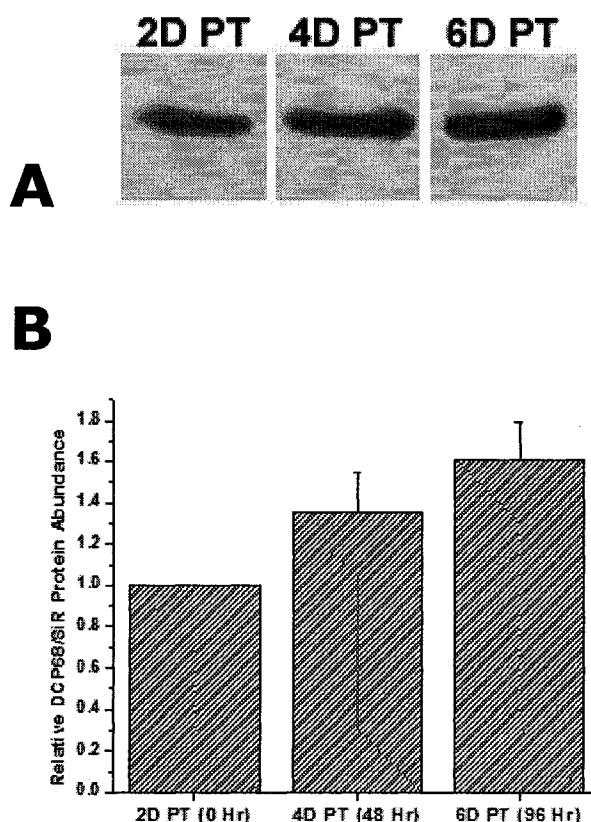 2D PT 4D PT 6D PT
A
B
Relative DCP68/SiR Protein Abundance
1.8
1.6
1.4
1.2
1.0
0.8
0.6
0.4
0.2
0.0
2D PT (0 Hr) 4D PT (48 Hr) 6D PT (96 Hr)